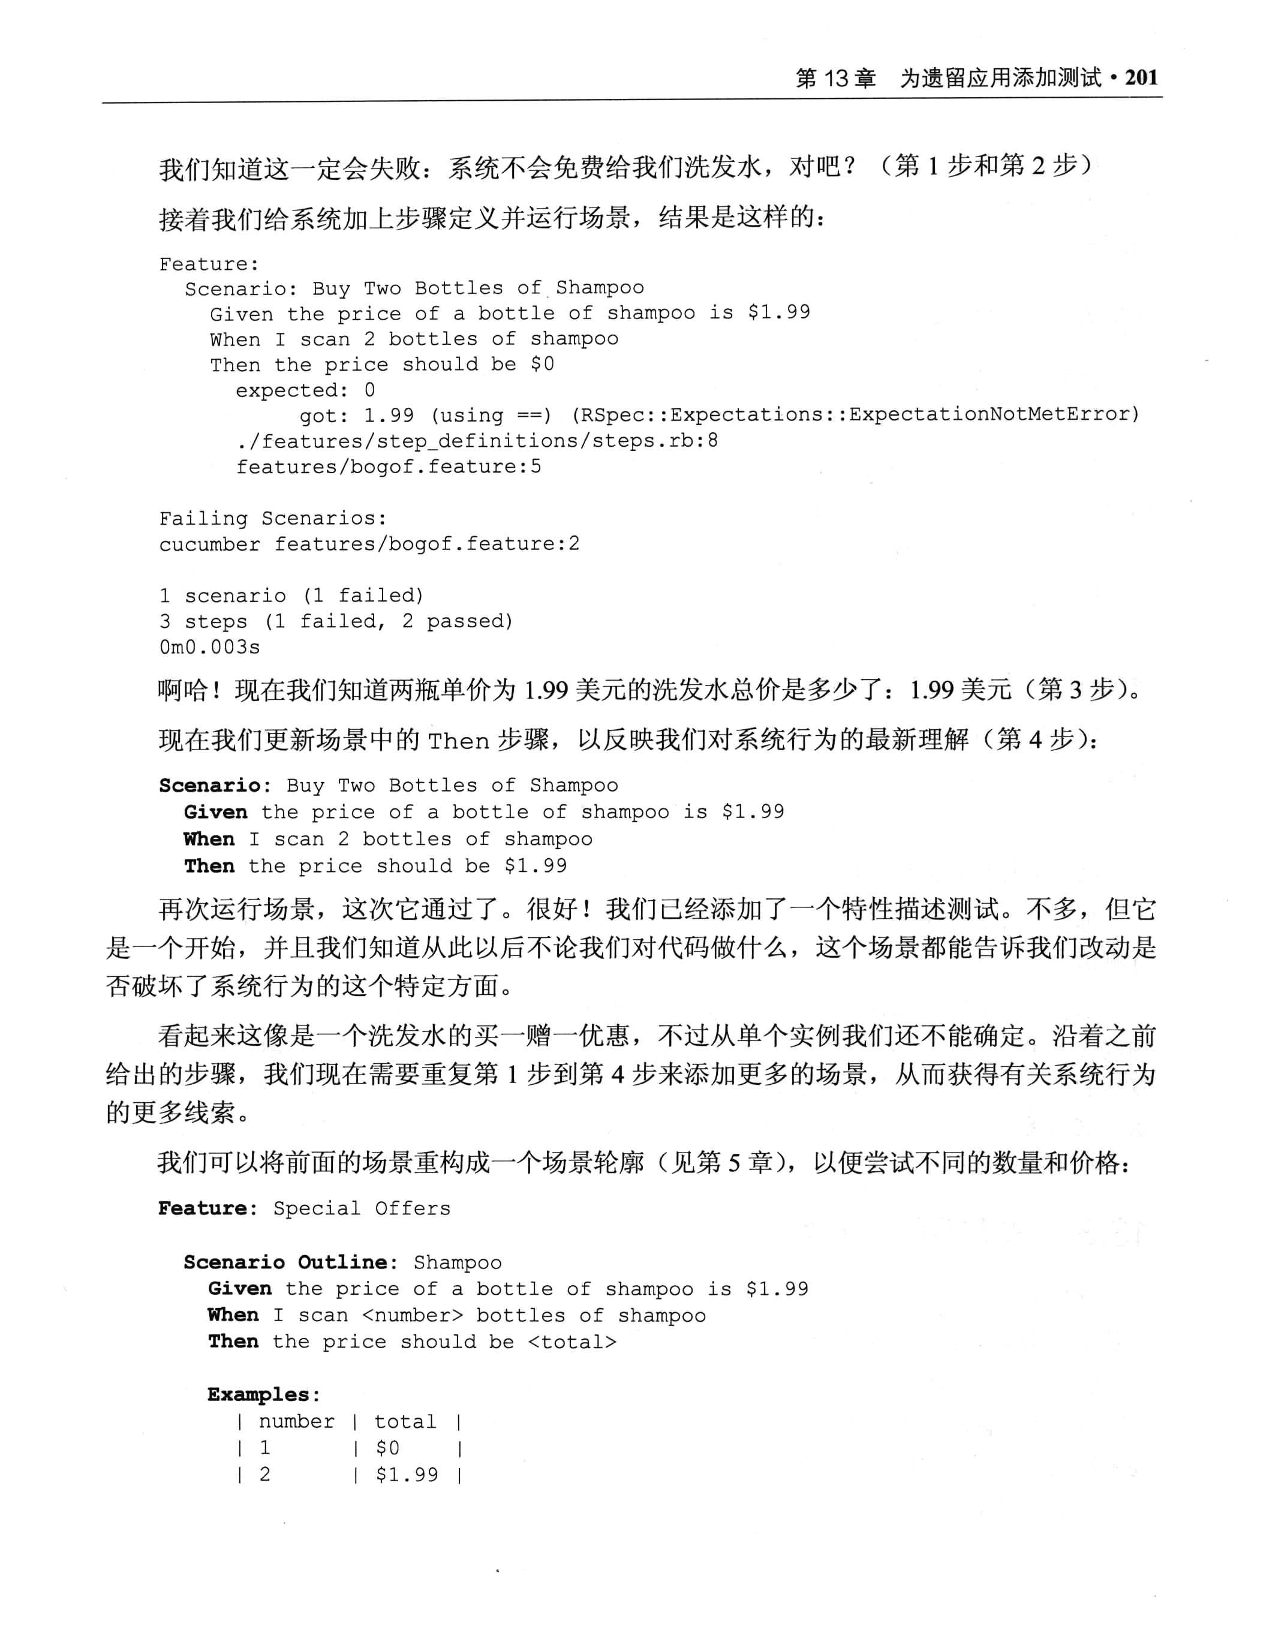 第 13 章　为遗留应用添加测试 • 201
我们知道这一定会失败：系统不会免费给我们洗发水，对吧？（第 1 步和第 2 步）
接着我们给系统加上步骤定义并运行场景，结果是这样的：
Feature:
  Scenario: Buy Two Bottles of Shampoo
    Given the price of a bottle of shampoo is $1.99
    When I scan 2 bottles of shampoo
    Then the price should be $0
      expected: 0
           got: 1.99 (using ==) (RSpec::Expectations::ExpectationNotMetError)
      ./features/step_definitions/steps.rb:8
      features/bogof.feature:5
Failing Scenarios:
cucumber features/bogof.feature:2
1 scenario (1 failed)
3 steps (1 failed, 2 passed)
0m0.003s
啊哈！现在我们知道两瓶单价为 1.99 美元的洗发水总价是多少了：1.99 美元（第 3 步）。
现在我们更新场景中的 Then 步骤，以反映我们对系统行为的最新理解（第 4 步）：
Scenario: Buy Two Bottles of Shampoo
  Given the price of a bottle of shampoo is $1.99
  When I scan 2 bottles of shampoo
  Then the price should be $1.99
再次运行场景，这次它通过了。很好！我们已经添加了一个特性描述测试。不多，但它
是一个开始，并且我们知道从此以后不论我们对代码做什么，这个场景都能告诉我们改动是
否破坏了系统行为的这个特定方面。
看起来这像是一个洗发水的买一赠一优惠，不过从单个实例我们还不能确定。沿着之前
给出的步骤，我们现在需要重复第 1 步到第 4 步来添加更多的场景，从而获得有关系统行为
的更多线索。
我们可以将前面的场景重构成一个场景轮廓（见第 5 章），以便尝试不同的数量和价格：
Feature: Special Offers
  Scenario Outline: Shampoo
    Given the price of a bottle of shampoo is $1.99
    When I scan <number> bottles of shampoo
    Then the price should be <total>
    Examples:
      | number | total |
      | 1      | $0    |
      | 2      | $1.99 |